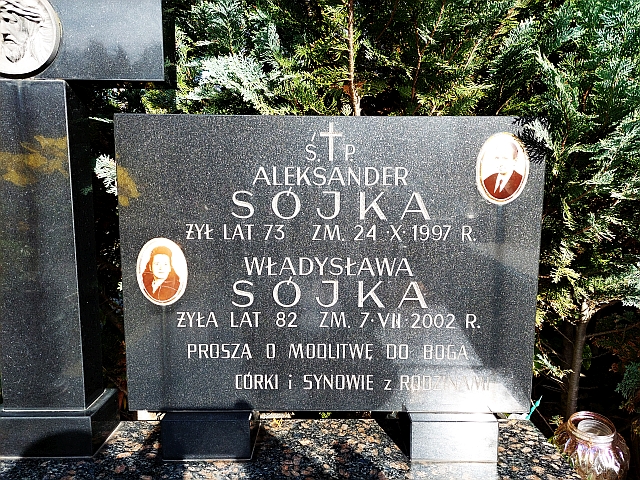 Ś. P.
ALEKSANDER
SÓJKA
ŻYŁ LAT 73 ZM. 24·X·1997 R.
WŁADYSŁAWA
SÓJKA
ŻYŁA LAT 82 ZM. 7·VII·2002 R.
PROSZĄ O MODLITWĘ DO BOGA
CÓRKI i SYNOWIE z RODZINAMI